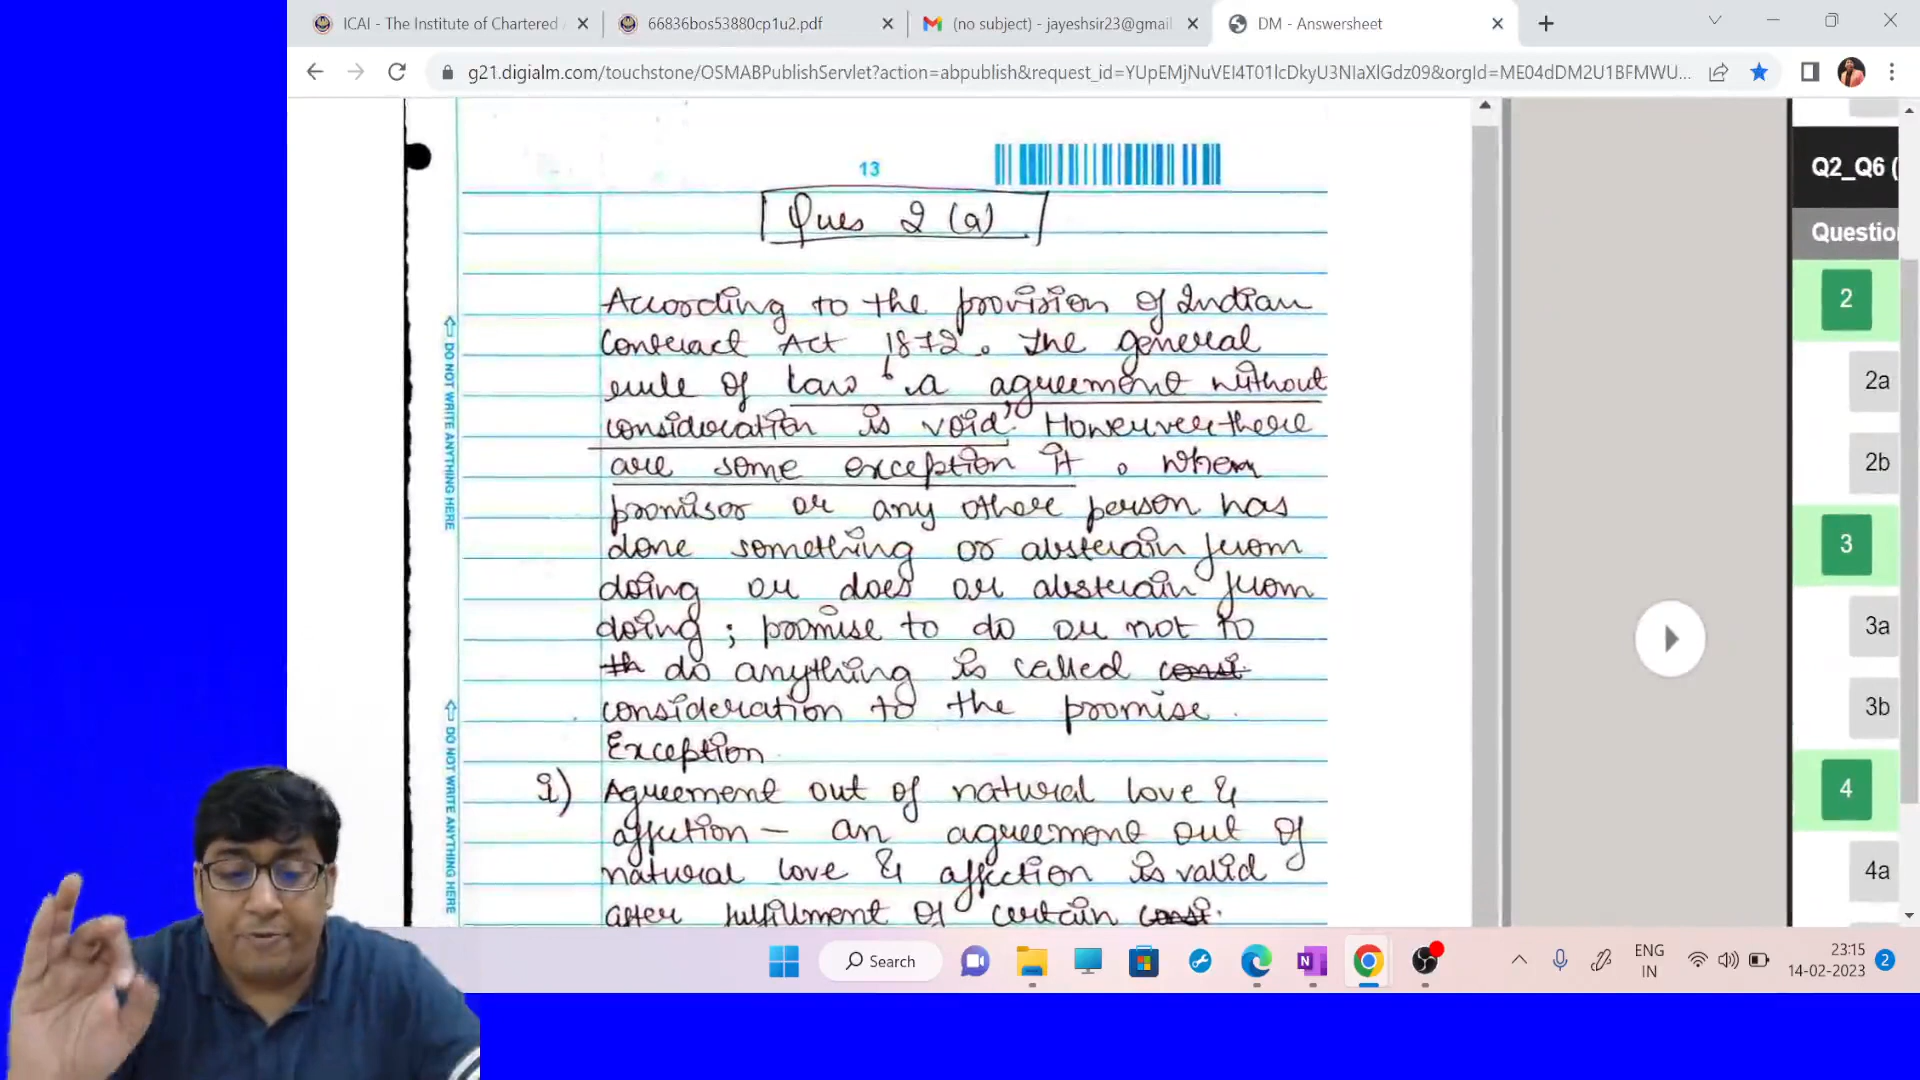 ICAI - The Institute of Chartered
66836bos53880cp1u2.pdf
(no subject) - jayeshsir23@gmail
DM - Answersheet
g21.digialm.com/touchstone/OSMABPublishServlet?action=abpublish&request_id=YUpEMjNuVEI4T01lcDkyU3NIaXlGdz09&orgId=ME04dDM2U1BFMWU...
13
Ques 2 (a)
According to the provision of Indian
Contract Act 1872. The general
rule of law 'a agreement without
consideration is void' However there
are some exception it. when
promisor or any other person has
done something or abstrain from
doing or does or abstrain from
doing ; promise to do or not to
th do anything is called consi
consideration to the promise.
Exception
i) Agreement out of natural love &
affection - an agreement out of
natural love & affection is valid
after fulfillment of certain const.
DO NOT WRITE ANYTHING HERE
DO NOT WRITE ANYTHING HERE
Q2_Q6 (
Questio
2
2a
2b
3
3a
3b
4
4a
Search
ENG
IN
23:15
14-02-2023
2